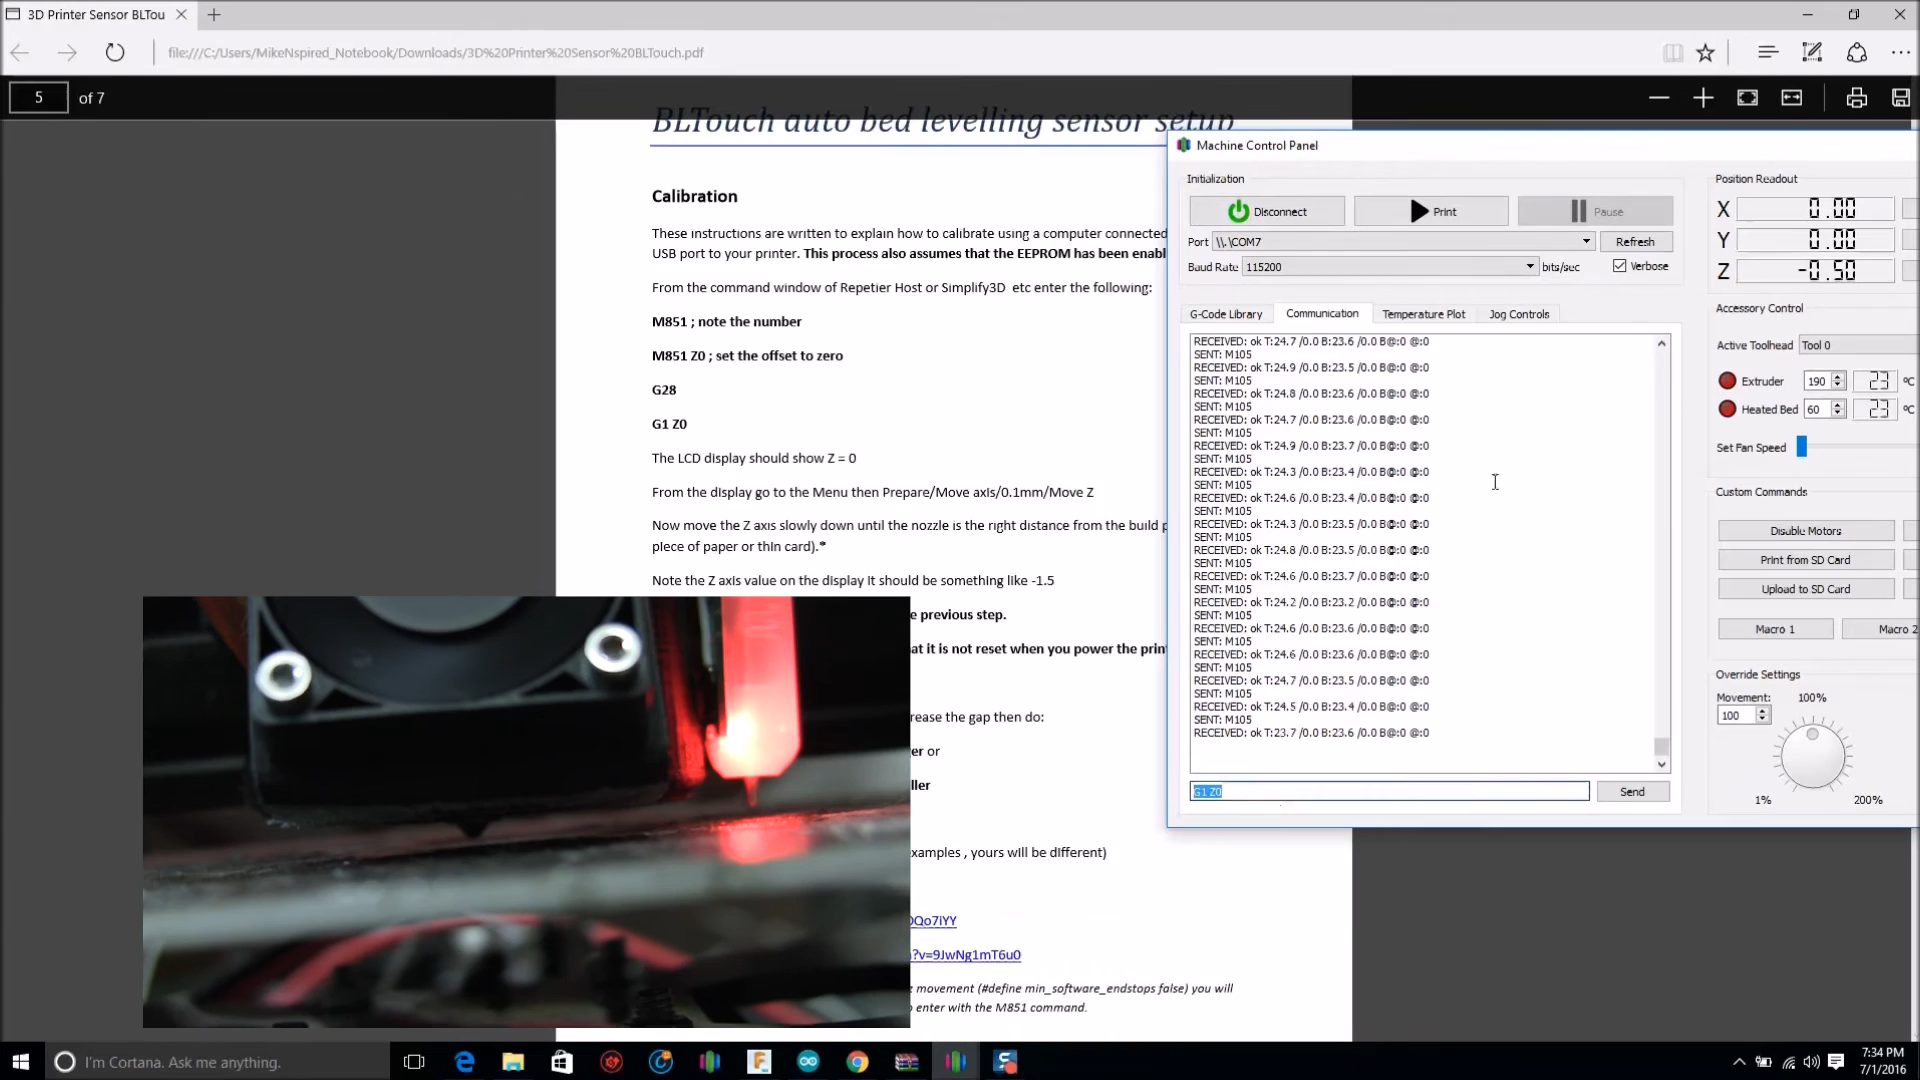 3D Printer Sensor BLTou
file:///C:/Users/MikeNspired_Notebook/Downloads/3D%20Printer%20Sensor%20BLTouch.pdf
5 of 7
BLTouch auto bed levelling sensor setup
Calibration
These instructions are written to explain how to calibrate using a computer connected
USB port to your printer. This process also assumes that the EEPROM has been enabl
From the command window of Repetier Host or Simplify3D etc enter the following:
M851 ; note the number
M851 Z0 ; set the offset to zero
G28
G1 Z0
The LCD display should show Z = 0
From the display go to the Menu then Prepare/Move axis/0.1mm/Move Z
Now move the Z axis slowly down until the nozzle is the right distance from the build p
piece of paper or thin card).*
Note the Z axis value on the display it should be something like -1.5
e previous step.
at it is not reset when you power the prin
rease the gap then do:
er or
ller
examples , yours will be different)
OQo7iYY
?v=9JwNg1mT6u0
movement (#define min_software_endstops false) you will
enter with the M851 command.
Machine Control Panel
Initialization
Disconnect
Print
Pause
Port \\.\COM7
Refresh
Baud Rate 115200 bits/sec
Verbose
G-Code Library
Communication
Temperature Plot
Jog Controls
RECEIVED: ok T:24.7 /0.0 B:23.6 /0.0 B@:0 @:0
SENT: M105
RECEIVED: ok T:24.9 /0.0 B:23.5 /0.0 B@:0 @:0
SENT: M105
RECEIVED: ok T:24.8 /0.0 B:23.6 /0.0 B@:0 @:0
SENT: M105
RECEIVED: ok T:24.7 /0.0 B:23.6 /0.0 B@:0 @:0
SENT: M105
RECEIVED: ok T:24.9 /0.0 B:23.7 /0.0 B@:0 @:0
SENT: M105
RECEIVED: ok T:24.3 /0.0 B:23.4 /0.0 B@:0 @:0
SENT: M105
RECEIVED: ok T:24.6 /0.0 B:23.4 /0.0 B@:0 @:0
SENT: M105
RECEIVED: ok T:24.3 /0.0 B:23.5 /0.0 B@:0 @:0
SENT: M105
RECEIVED: ok T:24.8 /0.0 B:23.5 /0.0 B@:0 @:0
SENT: M105
RECEIVED: ok T:24.6 /0.0 B:23.7 /0.0 B@:0 @:0
SENT: M105
RECEIVED: ok T:24.2 /0.0 B:23.2 /0.0 B@:0 @:0
SENT: M105
RECEIVED: ok T:24.6 /0.0 B:23.6 /0.0 B@:0 @:0
SENT: M105
RECEIVED: ok T:24.6 /0.0 B:23.6 /0.0 B@:0 @:0
SENT: M105
RECEIVED: ok T:24.7 /0.0 B:23.5 /0.0 B@:0 @:0
SENT: M105
RECEIVED: ok T:24.5 /0.0 B:23.4 /0.0 B@:0 @:0
SENT: M105
RECEIVED: ok T:23.7 /0.0 B:23.6 /0.0 B@:0 @:0
G1 Z0
Send
Position Readout
X 0.00
Y 0.00
Z -0.50
Accessory Control
Active Toolhead Tool 0
Extruder 190 23 ºC
Heated Bed 60 23 ºC
Set Fan Speed
Custom Commands
Disable Motors
Print from SD Card
Upload to SD Card
Macro 1
Macro 2
Override Settings
Movement: 100%
100
1% 200%
I'm Cortana. Ask me anything.
7:34 PM
7/1/2016